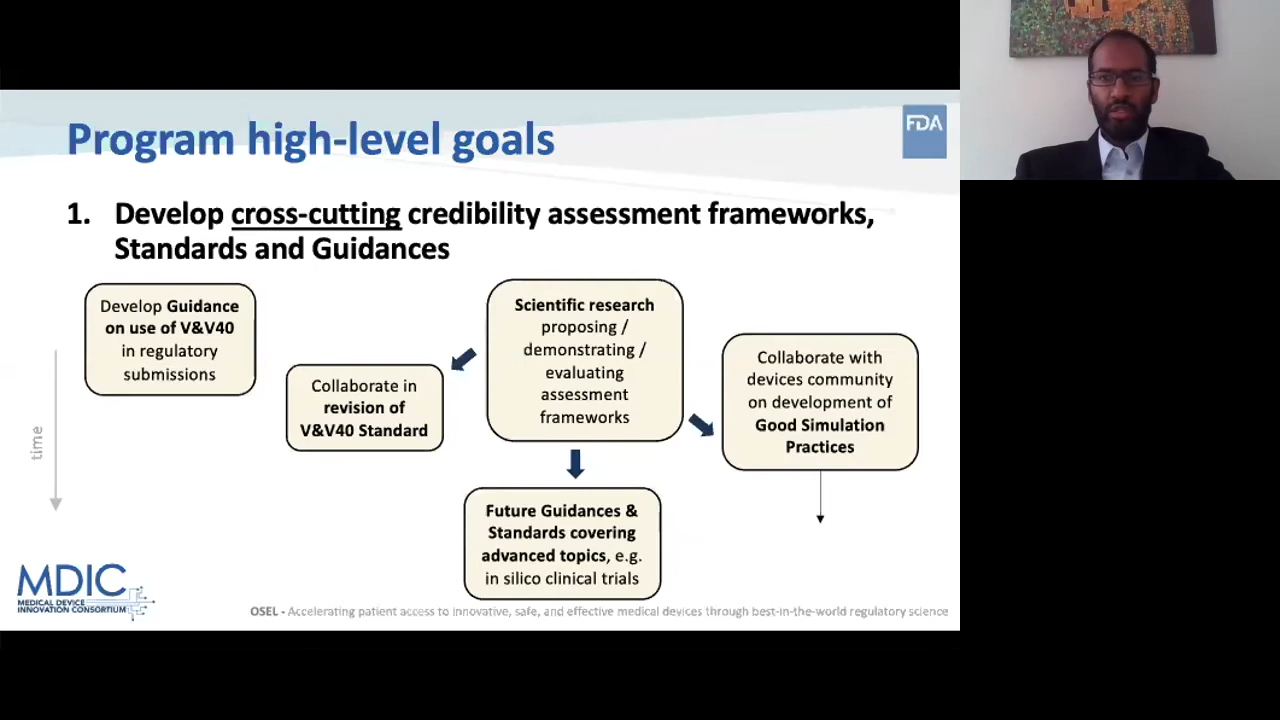 Program high-level goals
FDA
1. Develop cross-cutting credibility assessment frameworks,
Standards and Guidances
Develop Guidance
on use of V&V40
in regulatory
submissions
Collaborate in
revision of
V&V40 Standard
Scientific research
proposing /
demonstrating /
evaluating
assessment
frameworks
Collaborate with
devices community
on development of
Good Simulation
Practices
time
Future Guidances &
Standards covering
advanced topics, e.g.
in silico clinical trials
MDIC
MEDICAL DEVICE
INNOVATION CONSORTIUM
OSEL - Accelerating patient access to innovative, safe, and effective medical devices through best-in-the-world regulatory science